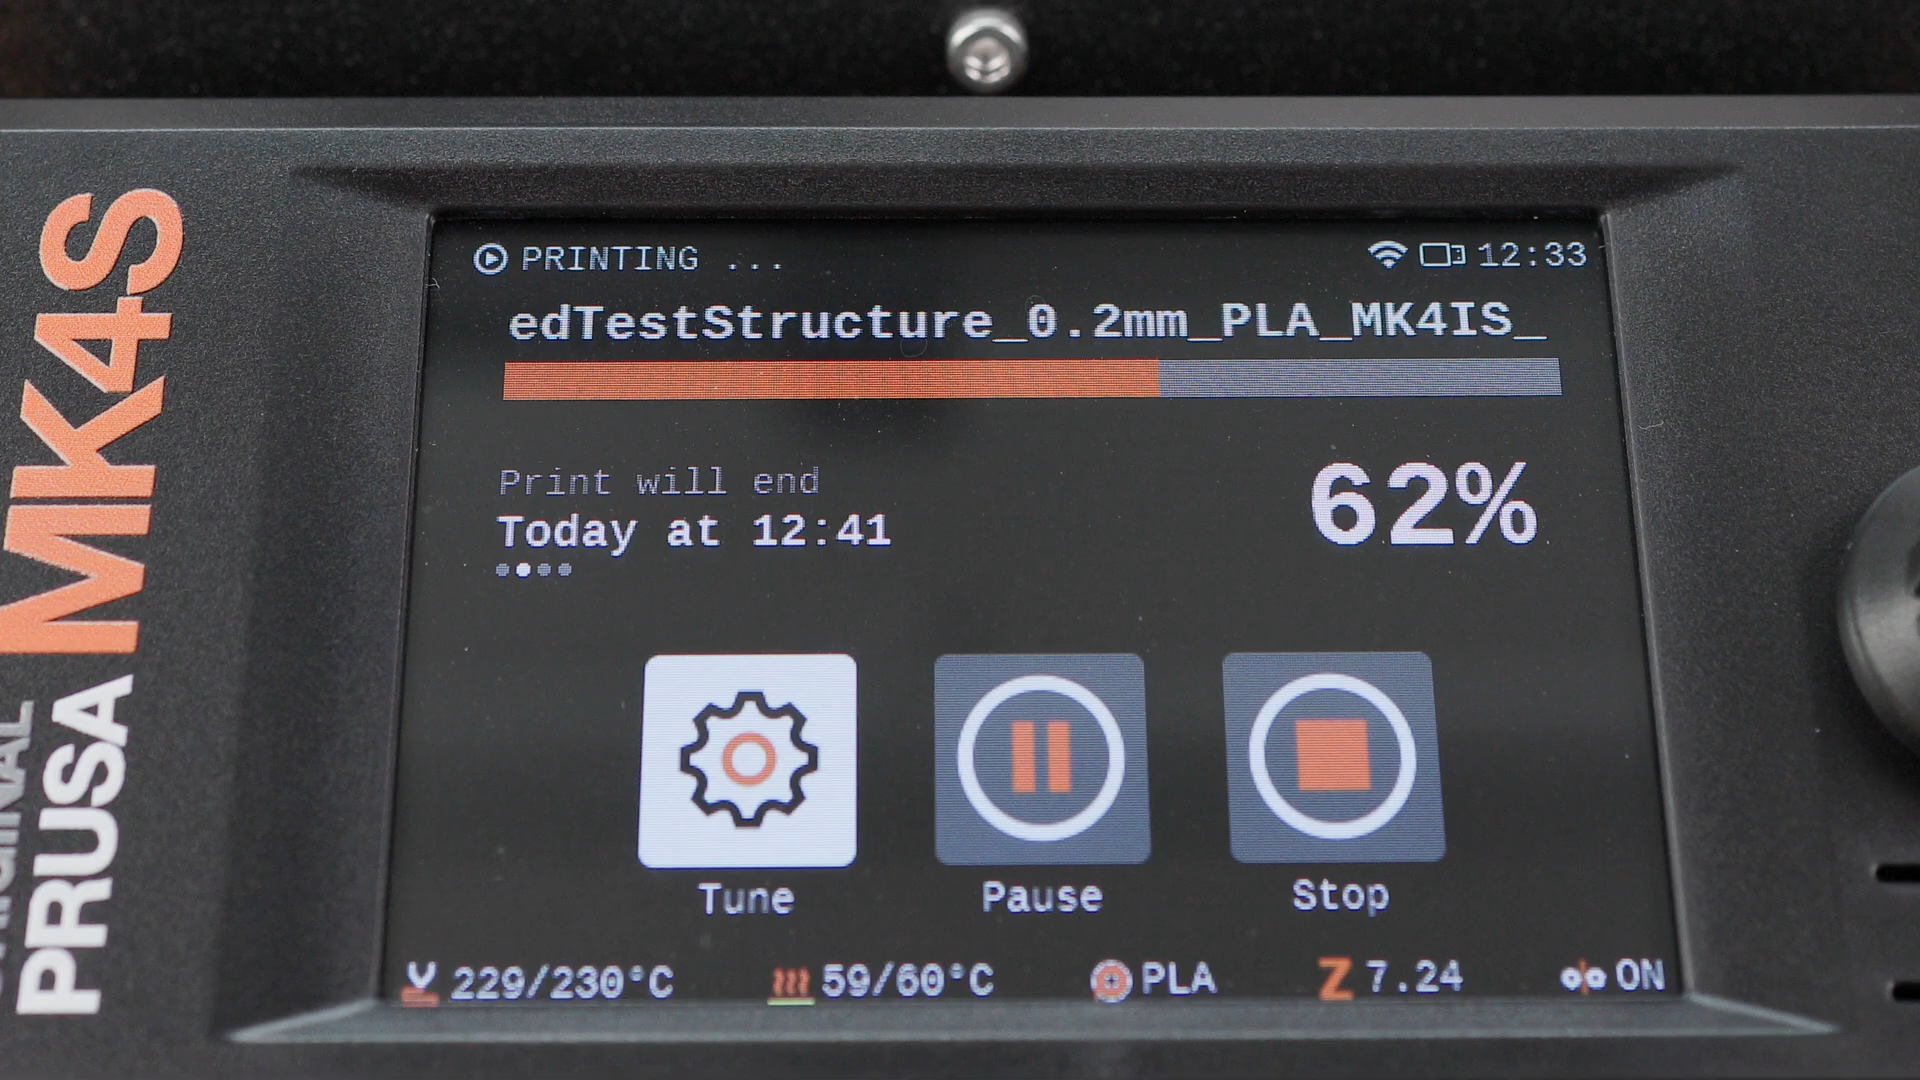 PRINTING ...
12:33
edTestStructure_0.2mm_PLA_MK4IS_
Print will end
62%
Today at 12:41
Tune
Pause
Stop
229/230°C
59/60°C
PLA
Z 7.24
ON
ORIGINAL
PRUSA MK4S